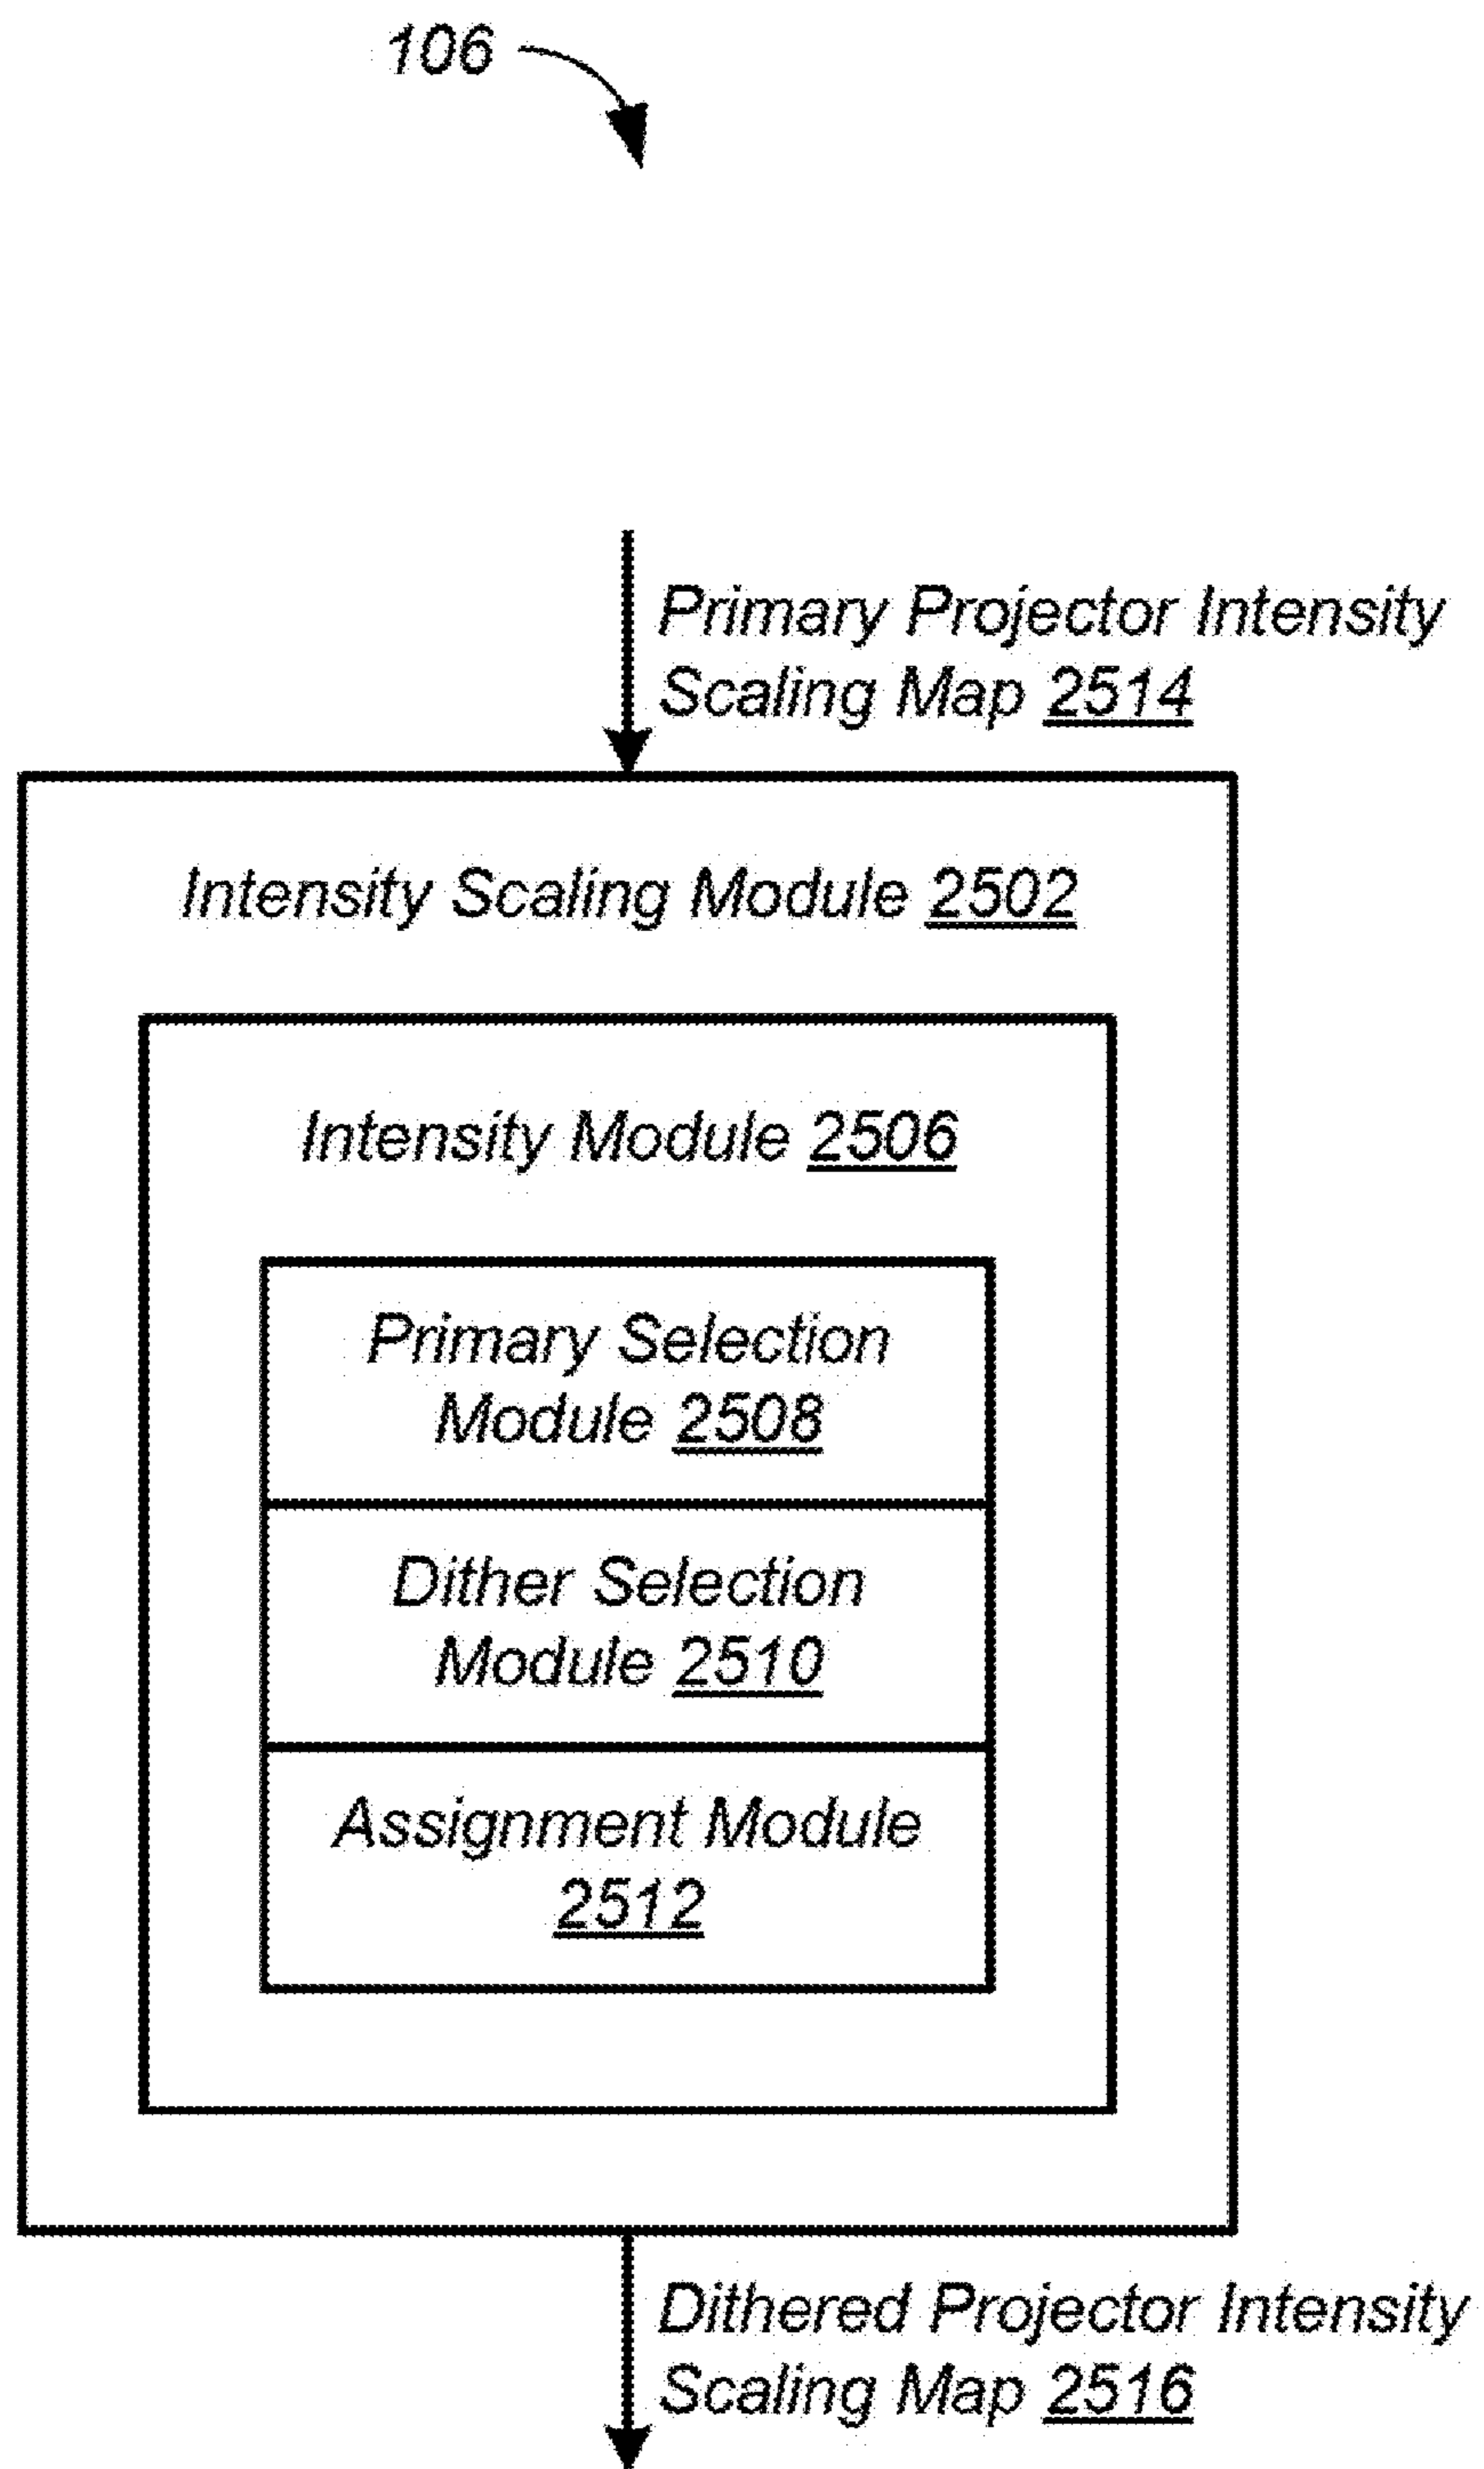 106
Primary Projector Intensity
Scaling Map 2514
Intensity Scaling Module 2502
Intensity Module 2506
Primary Selection
Module 2508
Dither Selection
Module 2510
Assignment Module
2512
Dithered Projector Intensity
Scaling Map 2516